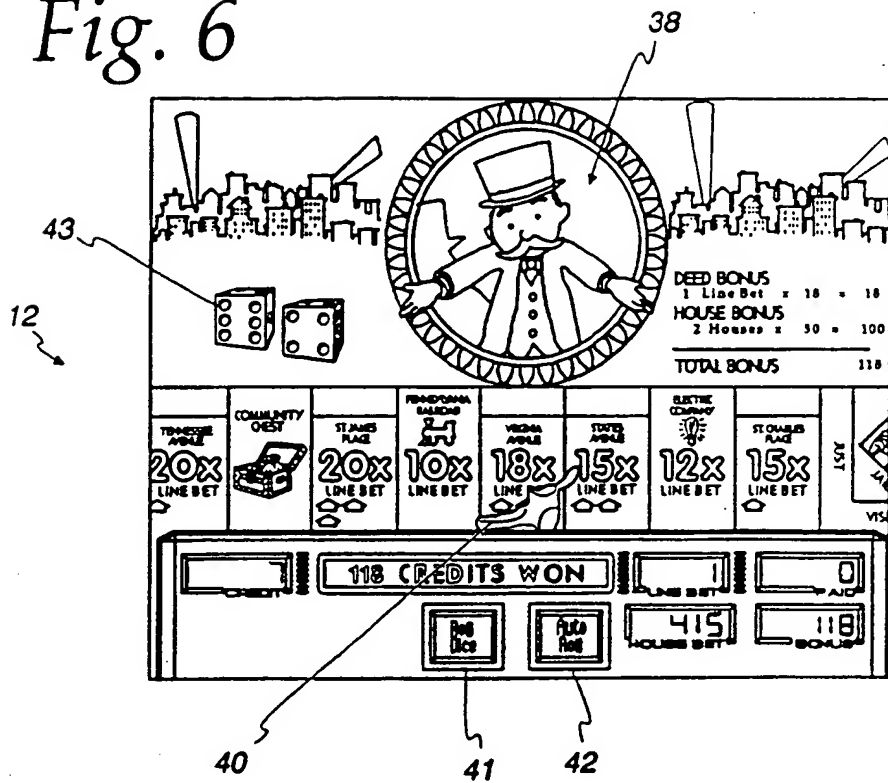 Fig. 6
38
43
12
DEED BONUS
1 Line Bet x 18 = 18
HOUSE BONUS
2 Houses x 50 = 100
TOTAL BONUS 118
TENNESSEE AVENUE
20x
LINE BET
COMMUNITY CHEST
ST. JAMES PLACE
20x
LINE BET
PENNSYLVANIA RAILROAD
10x
LINE BET
VIRGINIA AVENUE
18x
LINE
STATES AVENUE
15x
LINE BET
ELECTRIC COMPANY
12x
LINE BET
ST. CHARLES PLACE
15x
LINE BET
JUST
VIS
CREDIT
118 CREDITS WON
1
LINE BET
0
PAID
Dice
Auto
415
HOUSE BET
118
BONUS
40
41
42